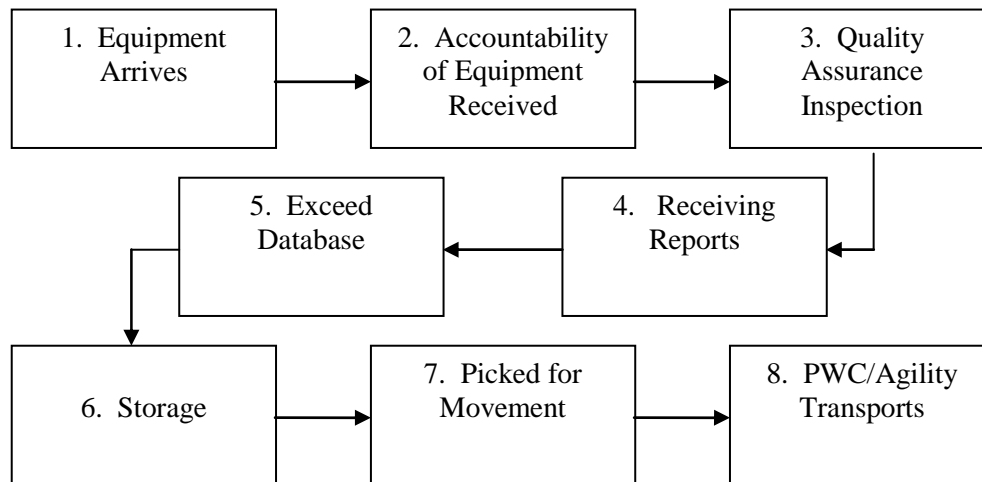 1. Equipment
Arrives
2. Accountability
of Equipment
Received
3. Quality
Assurance
Inspection
4. Receiving
Reports
5. Exceed
Database
6. Storage
7. Picked for
Movement
8. PWC/Agility
Transports